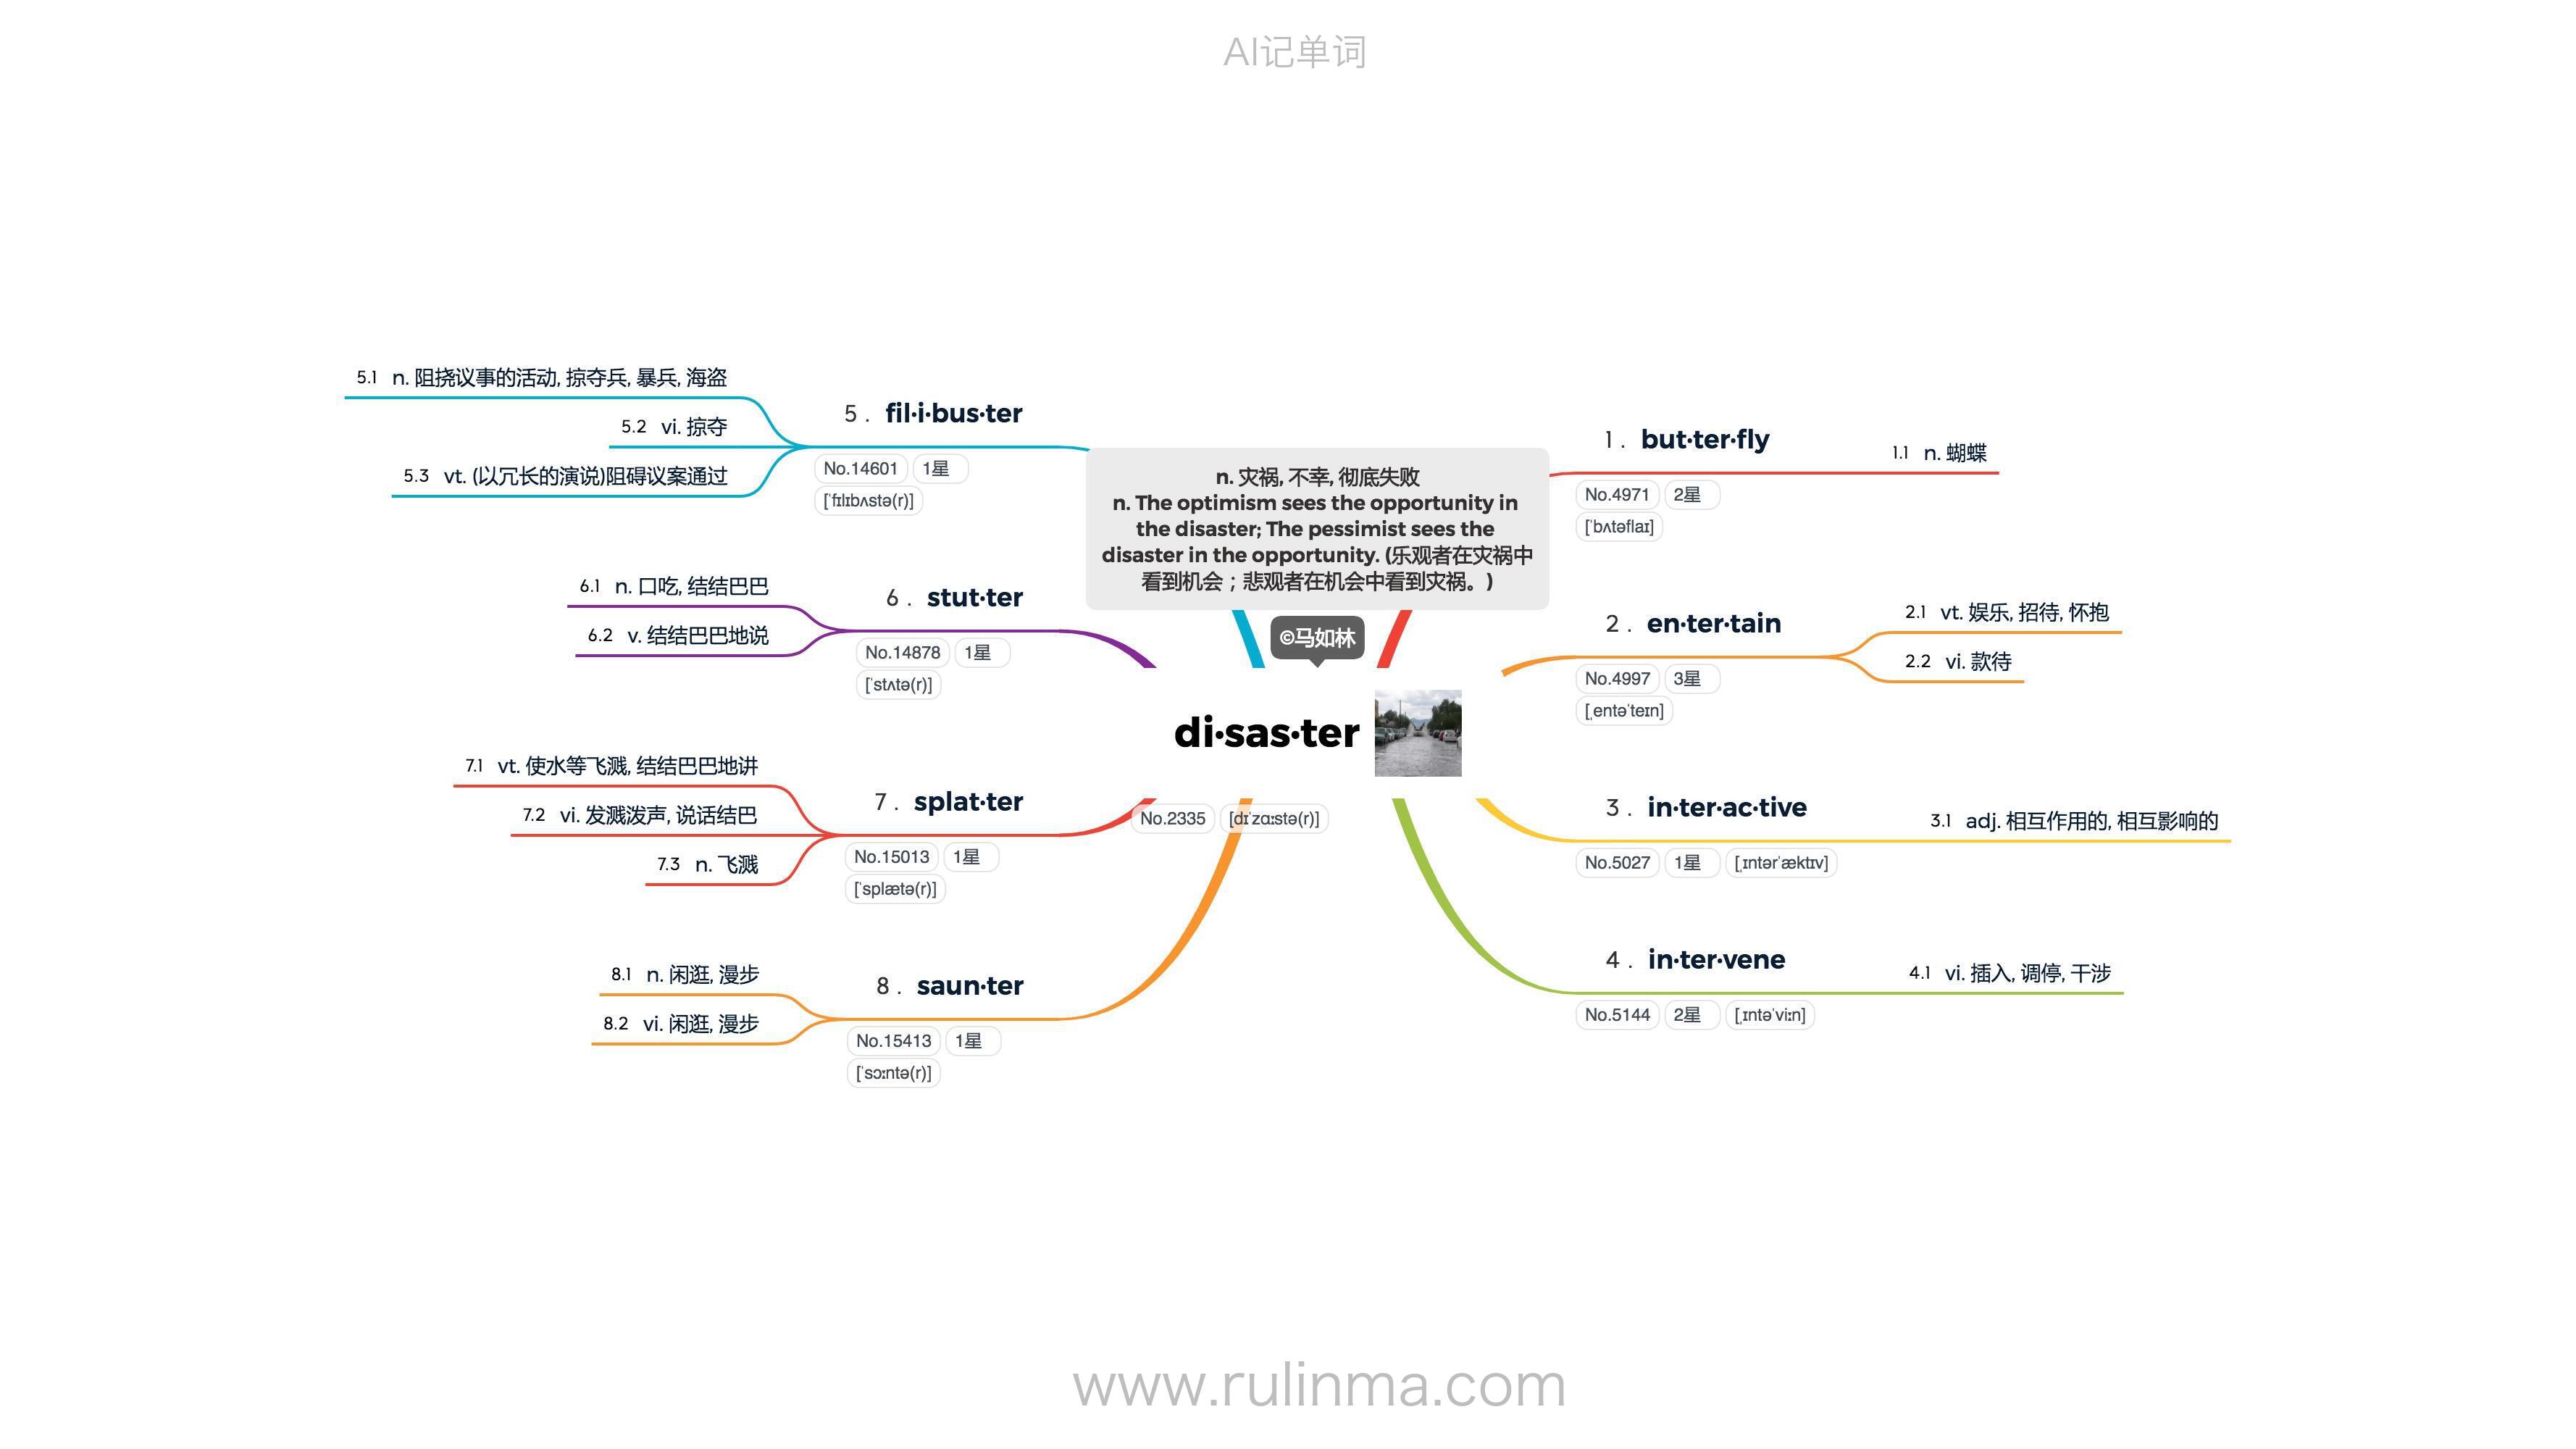 AI记单词
n. 灾祸, 不幸, 彻底失败
n. The optimism sees the opportunity in
the disaster; The pessimist sees the
disaster in the opportunity. (乐观者在灾祸中
看到机会；悲观者在机会中看到灾祸。)
©马如林
di·sas·ter
No.2335 [dɪˈzɑːstə(r)]
1 . but·ter·fly
No.4971 2星
[ˈbʌtəflaɪ]
1.1 n. 蝴蝶
2 . en·ter·tain
No.4997 3星
[ˌentəˈteɪn]
2.1 vt. 娱乐, 招待, 怀抱
2.2 vi. 款待
3 . in·ter·ac·tive
No.5027 1星 [ˌɪntərˈæktɪv]
3.1 adj. 相互作用的, 相互影响的
4 . in·ter·vene
No.5144 2星 [ˌɪntəˈviːn]
4.1 vi. 插入, 调停, 干涉
5 . fil·i·bus·ter
No.14601 1星
[ˈfɪlɪbʌstə(r)]
5.1 n. 阻挠议事的活动, 掠夺兵, 暴兵, 海盗
5.2 vi. 掠夺
5.3 vt. (以冗长的演说)阻碍议案通过
6 . stut·ter
No.14878 1星
[ˈstʌtə(r)]
6.1 n. 口吃, 结结巴巴
6.2 v. 结结巴巴地说
7 . splat·ter
No.15013 1星
[ˈsplætə(r)]
7.1 vt. 使水等飞溅, 结结巴巴地讲
7.2 vi. 发溅泼声, 说话结巴
7.3 n. 飞溅
8 . saun·ter
No.15413 1星
[ˈsɔːntə(r)]
8.1 n. 闲逛, 漫步
8.2 vi. 闲逛, 漫步
www.rulinma.com